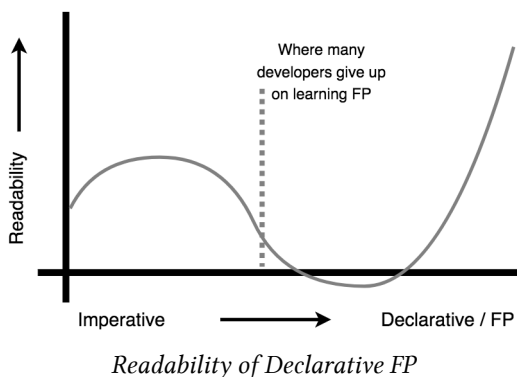 Where many
developers give up
on learning FP
Readability
Imperative
Declarative / FP
Readability of Declarative FP